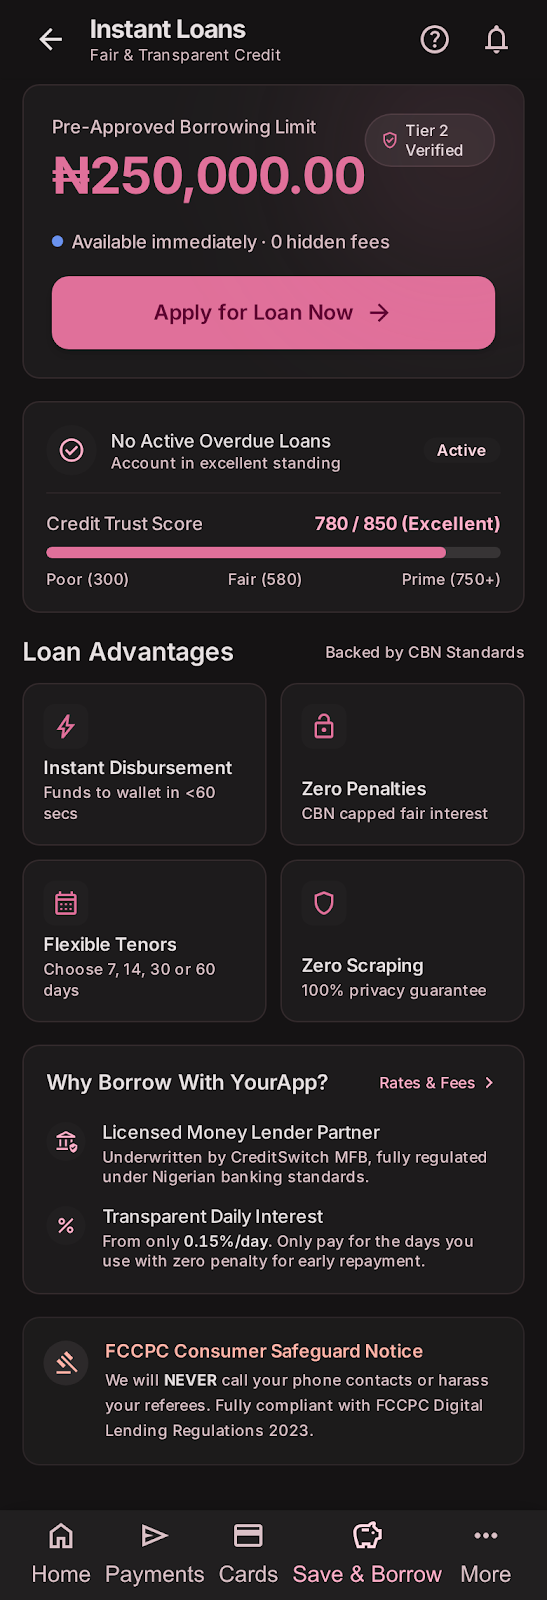 Instant Loans
Fair & Transparent Credit
Pre-Approved Borrowing Limit
₦250,000.00
Tier 2
Verified
Available immediately · 0 hidden fees
Apply for Loan Now
No Active Overdue Loans
Account in excellent standing
Active
Credit Trust Score
780 / 850 (Excellent)
Poor (300)
Fair (580)
Prime (750+)
Loan Advantages
Backed by CBN Standards
Instant Disbursement
Funds to wallet in <60
secs
Zero Penalties
CBN capped fair interest
Flexible Tenors
Choose 7, 14, 30 or 60
days
Zero Scraping
100% privacy guarantee
Why Borrow With YourApp?
Rates & Fees
Licensed Money Lender Partner
Underwritten by CreditSwitch MFB, fully regulated
under Nigerian banking standards.
Transparent Daily Interest
From only 0.15%/day. Only pay for the days you
use with zero penalty for early repayment.
FCCPC Consumer Safeguard Notice
We will NEVER call your phone contacts or harass
your referees. Fully compliant with FCCPC Digital
Lending Regulations 2023.
Home
Payments
Cards
Save & Borrow
More